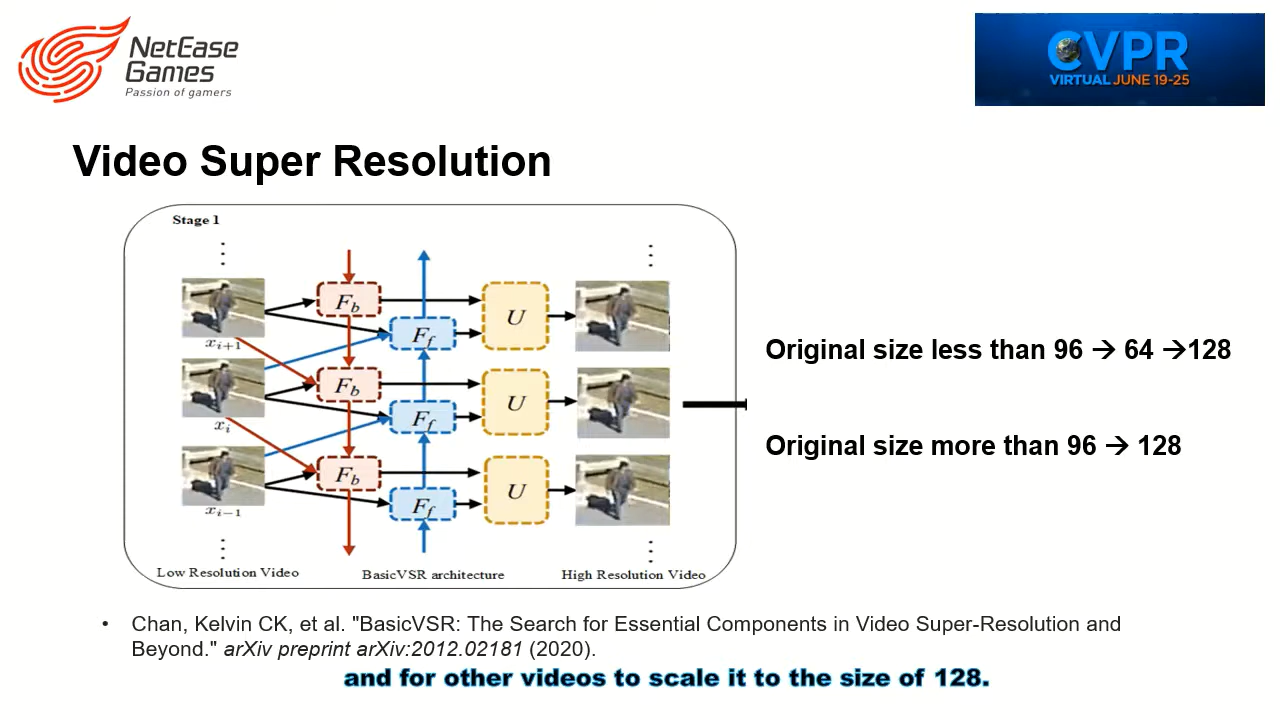 NetEase
Games
Passion of gamers
CVPR
VIRTUAL JUNE 19-25
Video Super Resolution
Stage 1
F_b
U
F_f
x_{i+1}
F_b
U
F_f
x_i
F_b
U
F_f
x_{i-1}
Low Resolution Video
BasicVSR architecture
High Resolution Video
Original size less than 96 → 64 →128
Original size more than 96 → 128
• Chan, Kelvin CK, et al. "BasicVSR: The Search for Essential Components in Video Super-Resolution and
Beyond." arXiv preprint arXiv:2012.02181 (2020).
and for other videos to scale it to the size of 128.